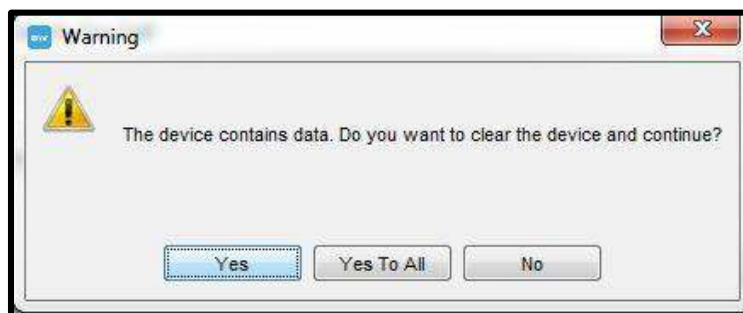 Warning
The device contains data. Do you want to clear the device and continue?
Yes
Yes To All
No